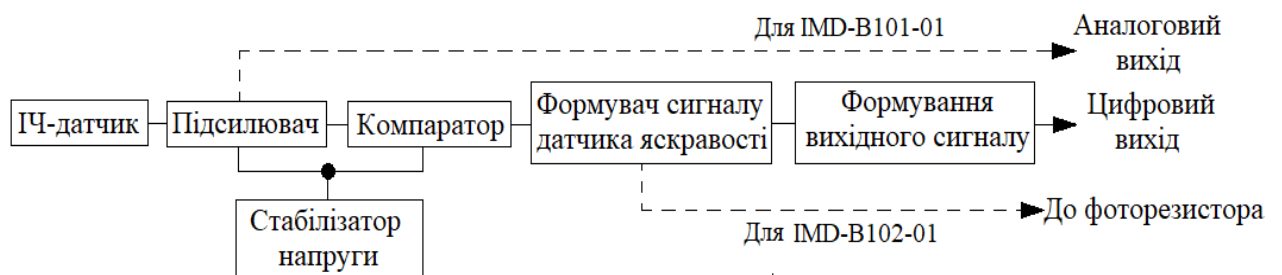 Для IMD-B101-01
Аналоговий
вихід
ІЧ-датчик
Підсилювач
Компаратор
Формувач сигналу
датчика яскравості
Формування
вихідного сигналу
Цифровий
вихід
Стабілізатор
напруги
До фоторезистора
Для IMD-B102-01